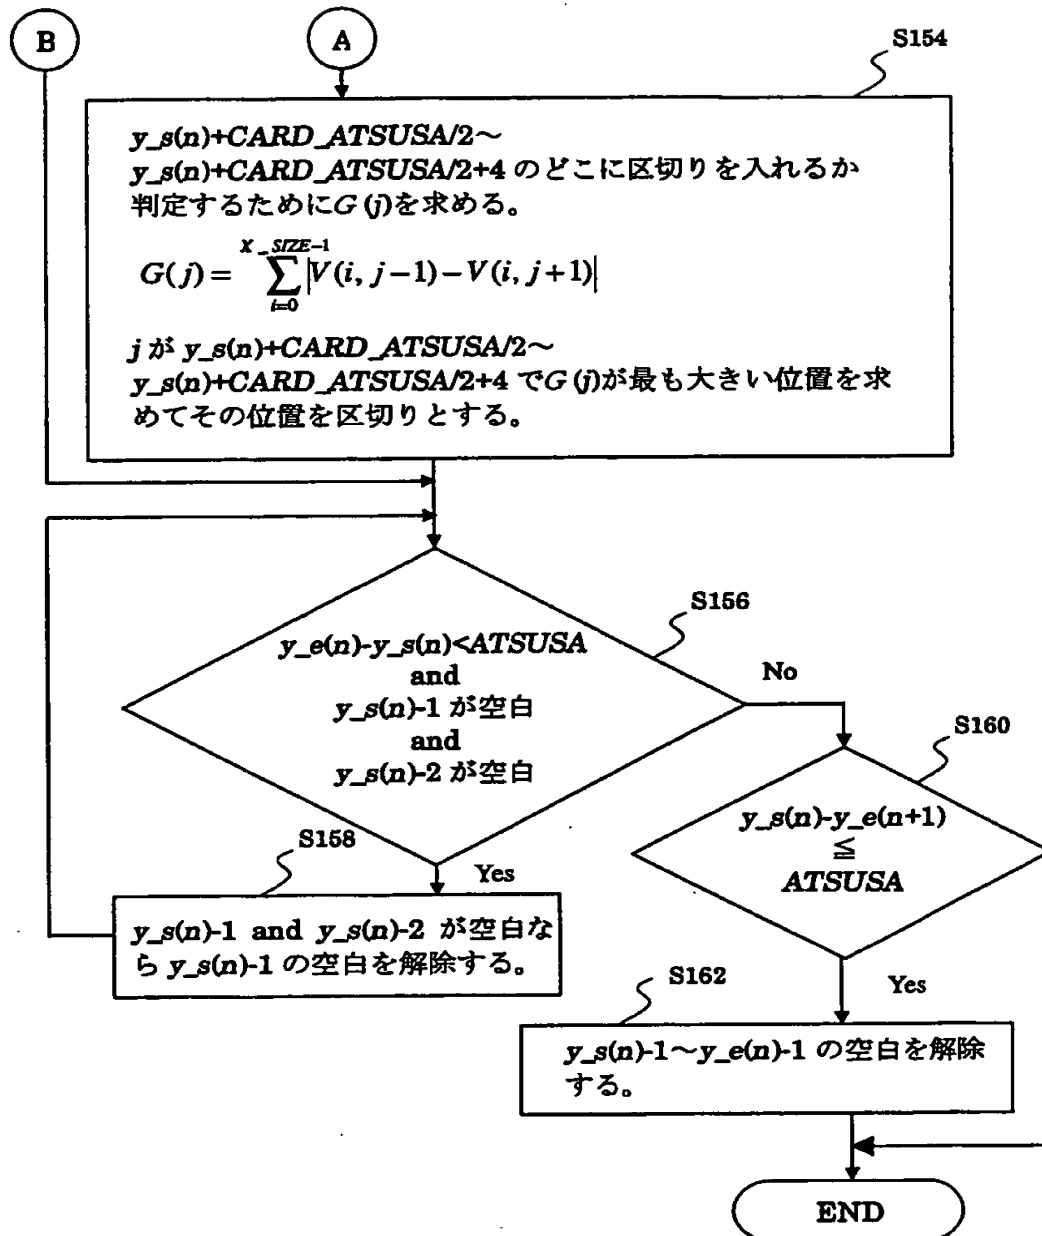 B
A
S154
y_s(n)+CARD_ATSUSA/2~
y_s(n)+CARD_ATSUSA/2+4 のどこに区切りを入れるか
判定するためにG (j)を求める。
G(j) = \sum_{i=0}^{X_SIZE-1} |V(i, j-1) - V(i, j+1)|
j が y_s(n)+CARD_ATSUSA/2~
y_s(n)+CARD_ATSUSA/2+4 でG (j)が最も大きい位置を求
めてその位置を区切りとする。
S156
y_e(n)-y_s(n)<ATSUSA
and
y_s(n)-1 が空白
and
y_s(n)-2 が空白
No
S160
y_s(n)-y_e(n+1)
≦
ATSUSA
S158
Yes
y_s(n)-1 and y_s(n)-2 が空白な
ら y_s(n)-1 の空白を解除する。
S162
Yes
y_s(n)-1~y_e(n)-1 の空白を解除
する。
END